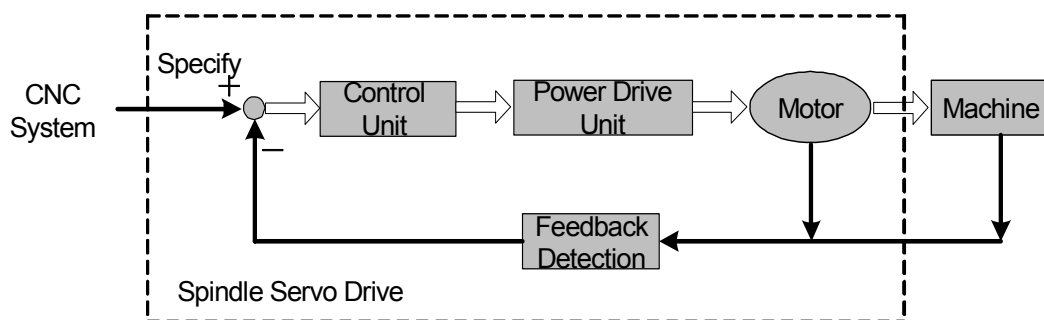 Specify
+
CNC
System
Control
Unit
Power Drive
Unit
Motor
Machine
−
Feedback
Detection
Spindle Servo Drive